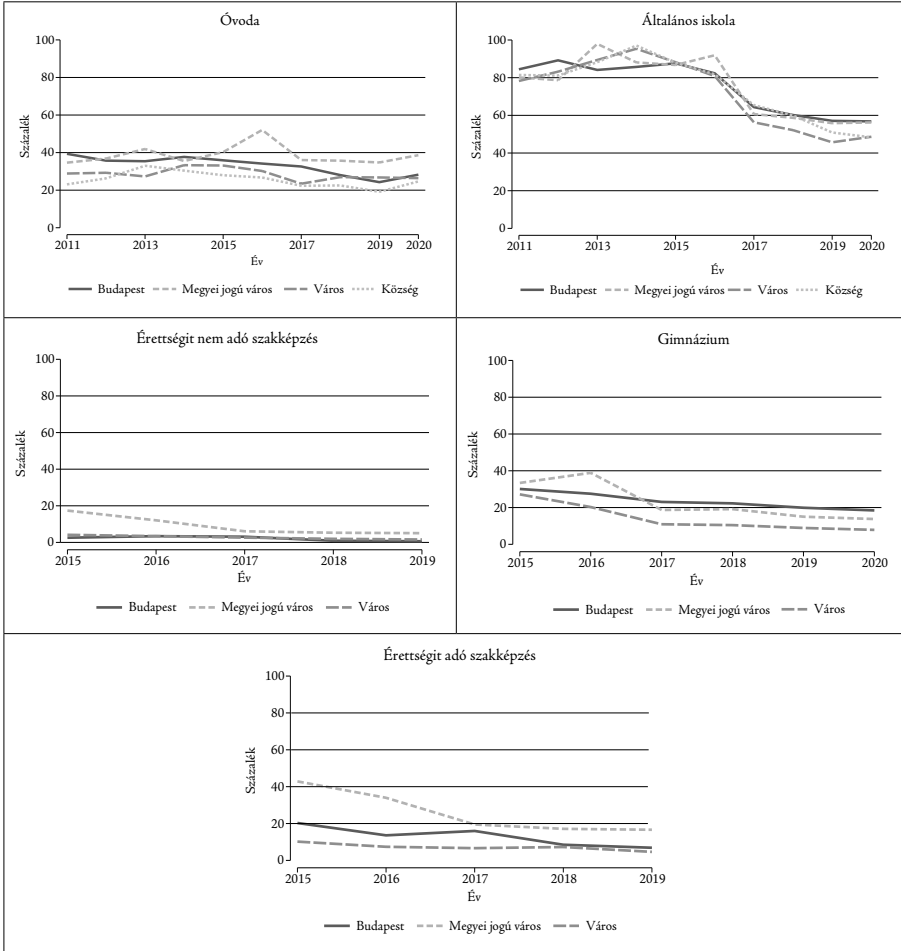 Óvoda
Százalék
100
80
60
40
20
0
2011 2013 2015 2017 2019 2020
Év
Budapest Megyei jogú város Város Község
Általános iskola
Százalék
100
80
60
40
20
0
2011 2013 2015 2017 2019 2020
Év
Budapest Megyei jogú város Város Község
Érettségit nem adó szakképzés
Százalék
100
80
60
40
20
0
2015 2016 2017 2018 2019
Év
Budapest Megyei jogú város Város
Gimnázium
Százalék
100
80
60
40
20
0
2015 2016 2017 2018 2019 2020
Év
Budapest Megyei jogú város Város
Érettségit adó szakképzés
Százalék
100
80
60
40
20
0
2015 2016 2017 2018 2019
Év
Budapest Megyei jogú város Város